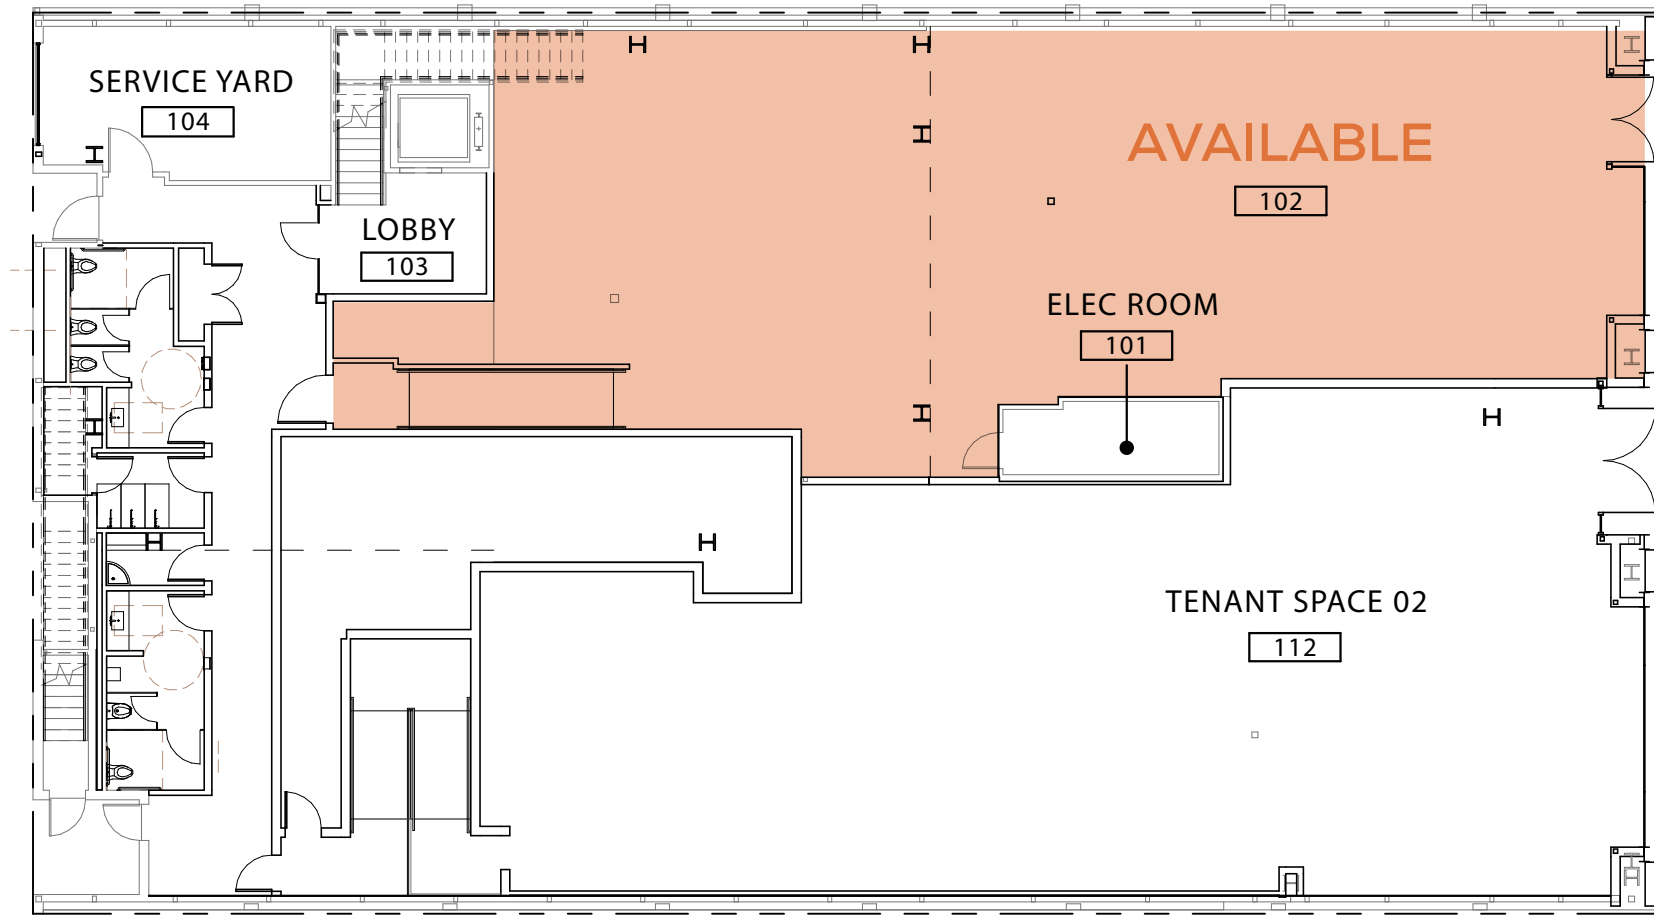 SERVICE YARD
104
AVAILABLE
102
LOBBY
103
ELEC ROOM
101
TENANT SPACE 02
112